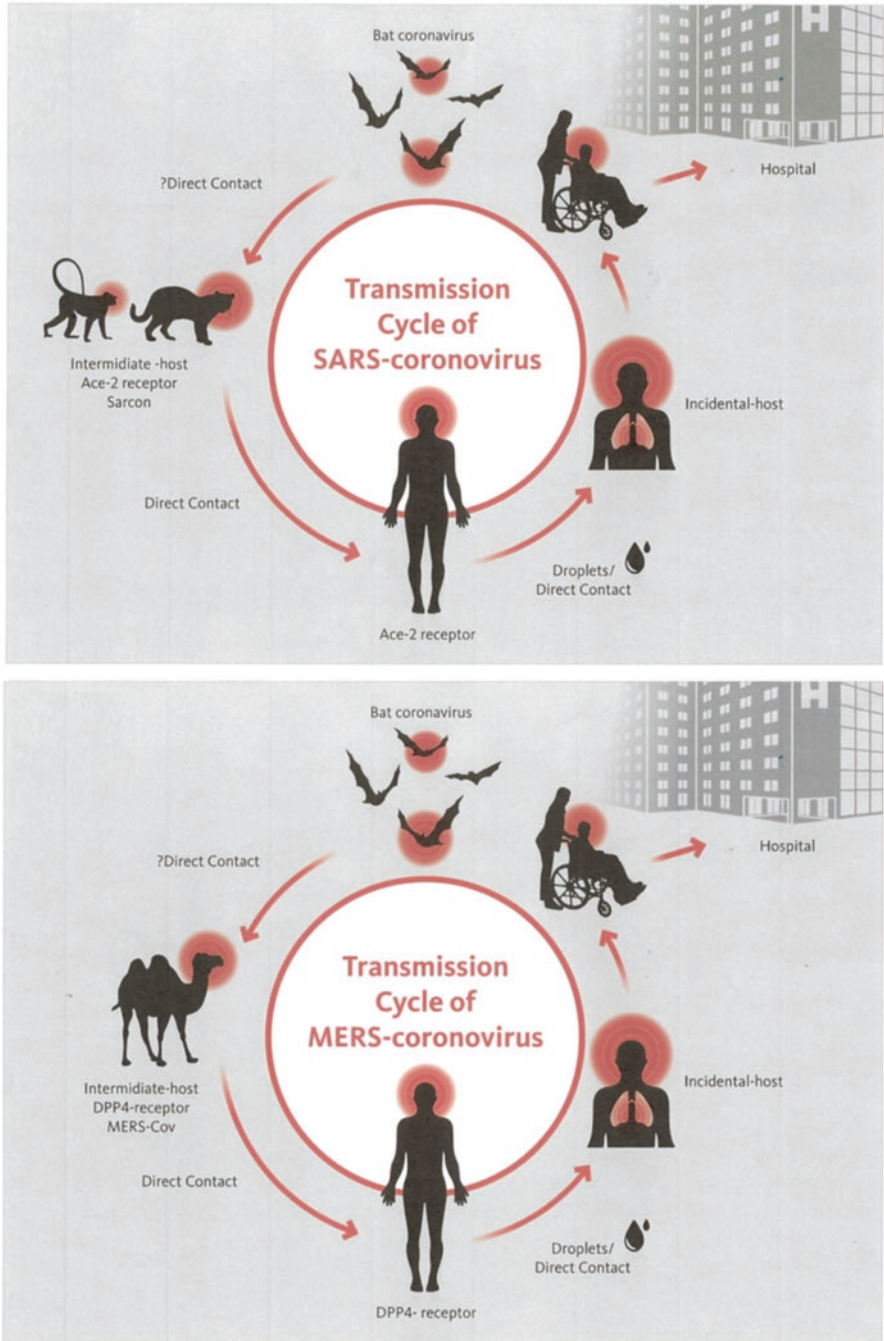 Bat coronavirus
H
Hospital
?Direct Contact
Transmission
Cycle of
SARS-coronovirus
Intermidiate -host
Ace-2 receptor
Sarcon
Incidental-host
Direct Contact
Droplets/
Direct Contact
Ace-2 receptor
Bat coronavirus
H
Hospital
?Direct Contact
Transmission
Cycle of
MERS-coronovirus
Intermidiate-host
DPP4-receptor
MERS-Cov
Incidental-host
Direct Contact
Droplets/
Direct Contact
DPP4- receptor